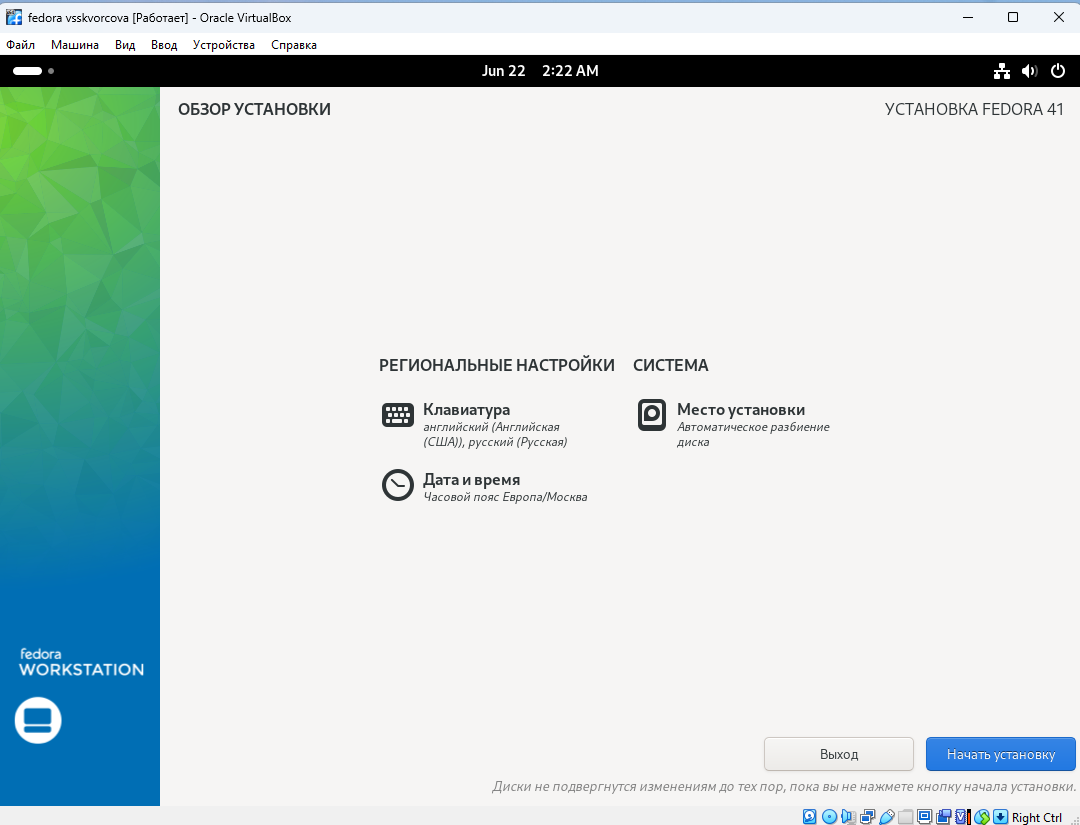 fedora vsskvorcova [Работает] - Oracle VirtualBox
Файл Машина Вид Ввод Устройства Справка
Jun 22 2:22 AM
ОБЗОР УСТАНОВКИ
УСТАНОВКА FEDORA 41
РЕГИОНАЛЬНЫЕ НАСТРОЙКИ
Клавиатура
английский (Английская
(США)), русский (Русская)
Дата и время
Часовой пояс Европа/Москва
СИСТЕМА
Место установки
Автоматическое разбиение
диска
fedora
WORKSTATION
Выход
Начать установку
Диски не подвергнутся изменениям до тех пор, пока вы не нажмете кнопку начала установки.
Right Ctrl